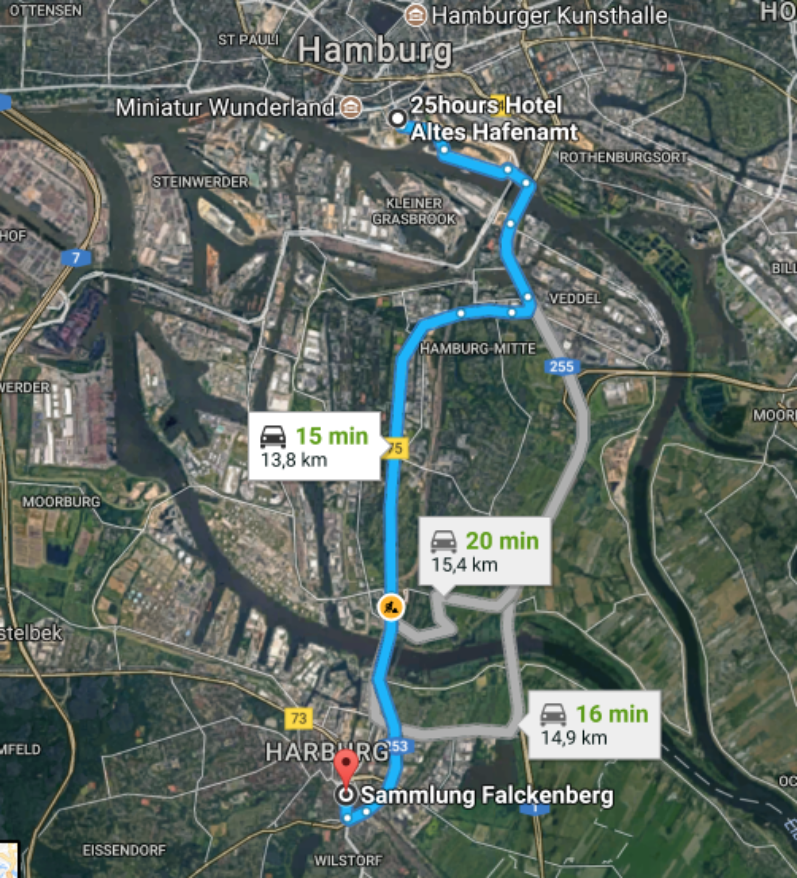 OTTENSEN
Hamburger Kunsthalle
HO
ST PAULI
Hamburg
Miniatur Wunderland
25hours Hotel
Altes Hafenamt
ROTHENBURGSORT
STEINWERDER
KLEINER
GRASBROOK
HOF
7
BILL
VEDDEL
HAMBURG-MITTE
255
WERDER
MOOR
15 min
13,8 km
75
MOORBURG
20 min
15,4 km
stelbek
16 min
14,9 km
73
HARBURG
253
MFELD
OC
Sammlung Falckenberg
1
EISSENDORF
WILSTORF